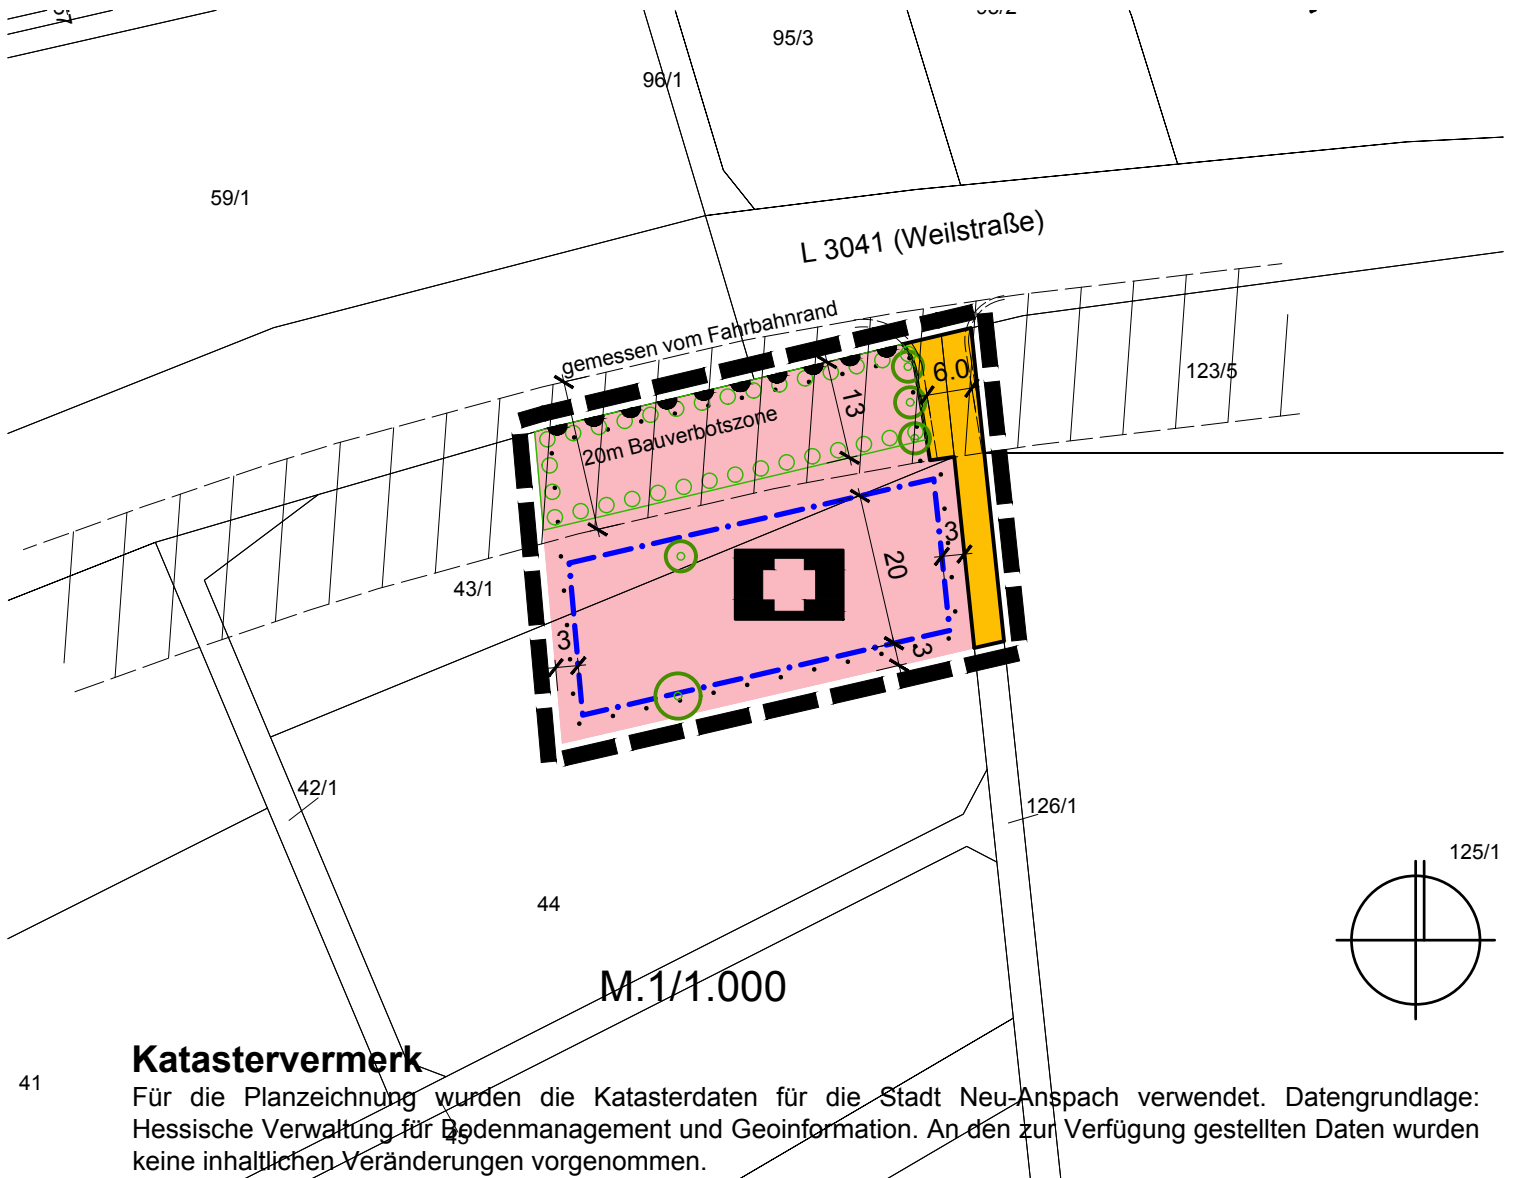 95/3
96/1
59/1
L 3041 (Weilstraße)
gemessen vom Fahrbahnrand
123/5
6.0
13
20m Bauverbotszone
3
20
43/1
3
3
42/1
126/1
125/1
44
M.1/1.000
41
Katastervermerk
Für die Planzeichnung wurden die Katasterdaten für die Stadt Neu-Anspach verwendet. Datengrundlage:
Hessische Verwaltung für Bodenmanagement und Geoinformation. An den zur Verfügung gestellten Daten wurden
45
keine inhaltlichen Veränderungen vorgenommen.